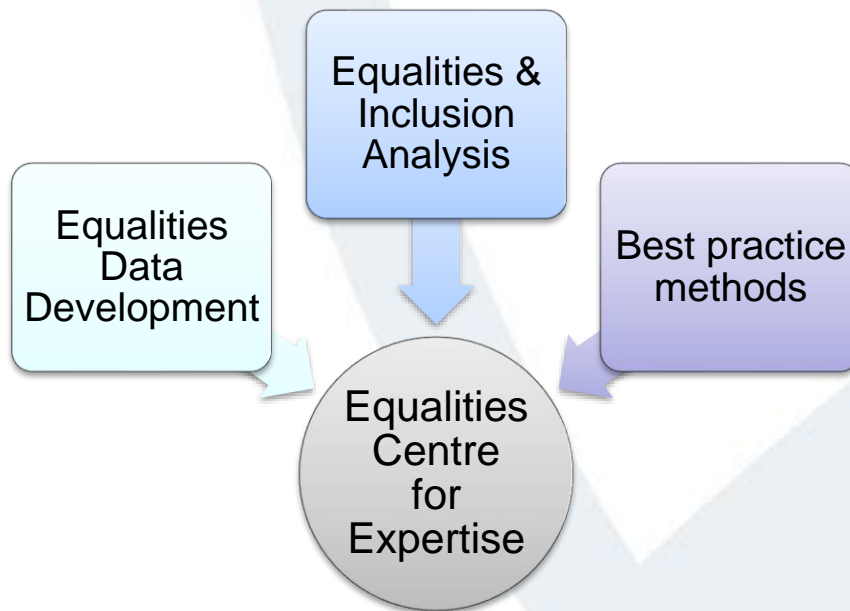 Equalities &
Inclusion
Analysis
Equalities
Data
Development
Best practice
methods
Equalities
Centre
for
Expertise